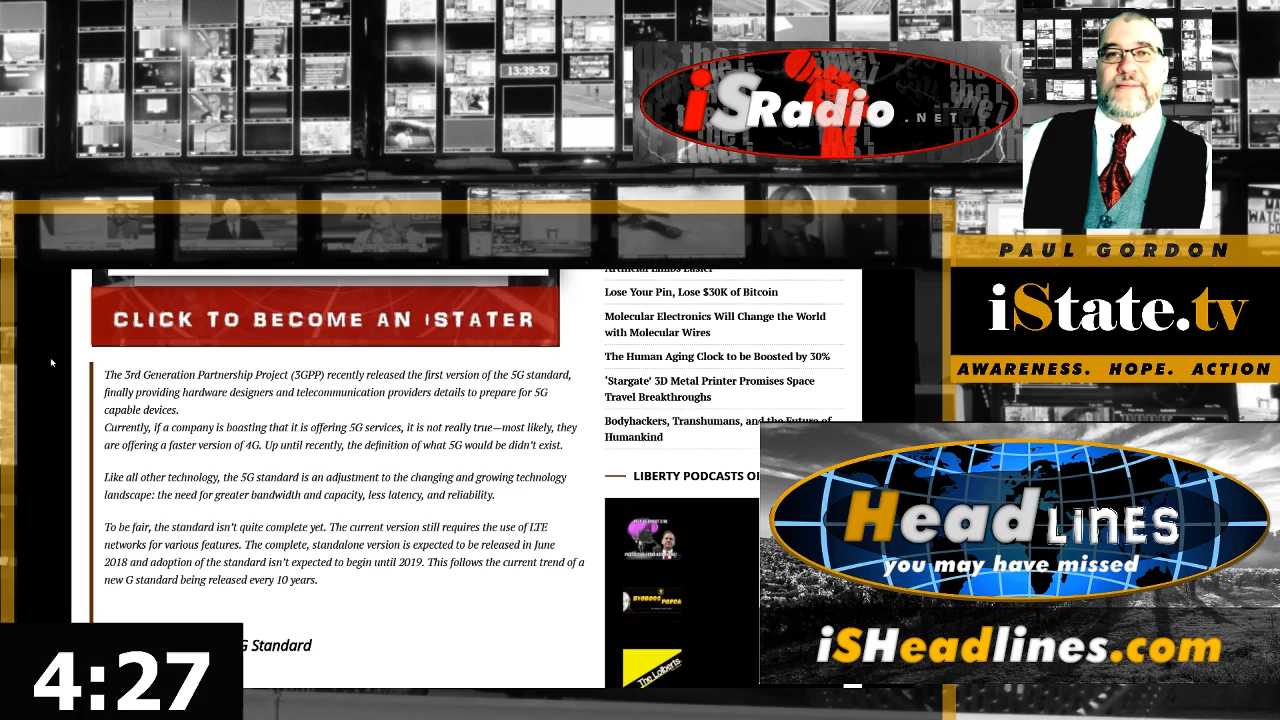 13:39:32
iSRadio
.NET
PAUL GORDON
iState.tv
AWARENESS. HOPE. ACTION
CLICK TO BECOME AN iSTATER
The 3rd Generation Partnership Project (3GPP) recently released the first version of the 5G standard,
finally providing hardware designers and telecommunication providers details to prepare for 5G
capable devices.
Currently, if a company is boasting that it is offering 5G services, it is not really true—most likely, they
are offering a faster version of 4G. Up until recently, the definition of what 5G would be didn't exist.
Like all other technology, the 5G standard is an adjustment to the changing and growing technology
landscape: the need for greater bandwidth and capacity, less latency, and reliability.
To be fair, the standard isn't quite complete yet. The current version still requires the use of LTE
networks for various features. The complete, standalone version is expected to be released in June
2018 and adoption of the standard isn't expected to begin until 2019. This follows the current trend of a
new G standard being released every 10 years.
G Standard
4:27
Artificial Limbs Easier
Lose Your Pin, Lose $30K of Bitcoin
Molecular Electronics Will Change the World
with Molecular Wires
The Human Aging Clock to be Boosted by 30%
‘Stargate’ 3D Metal Printer Promises Space
Travel Breakthroughs
Bodyhackers, Transhumans, and the Future of
Humankind
LIBERTY PODCASTS
The Lolberts
HeadLINES
you may have missed
iSHeadlines.com